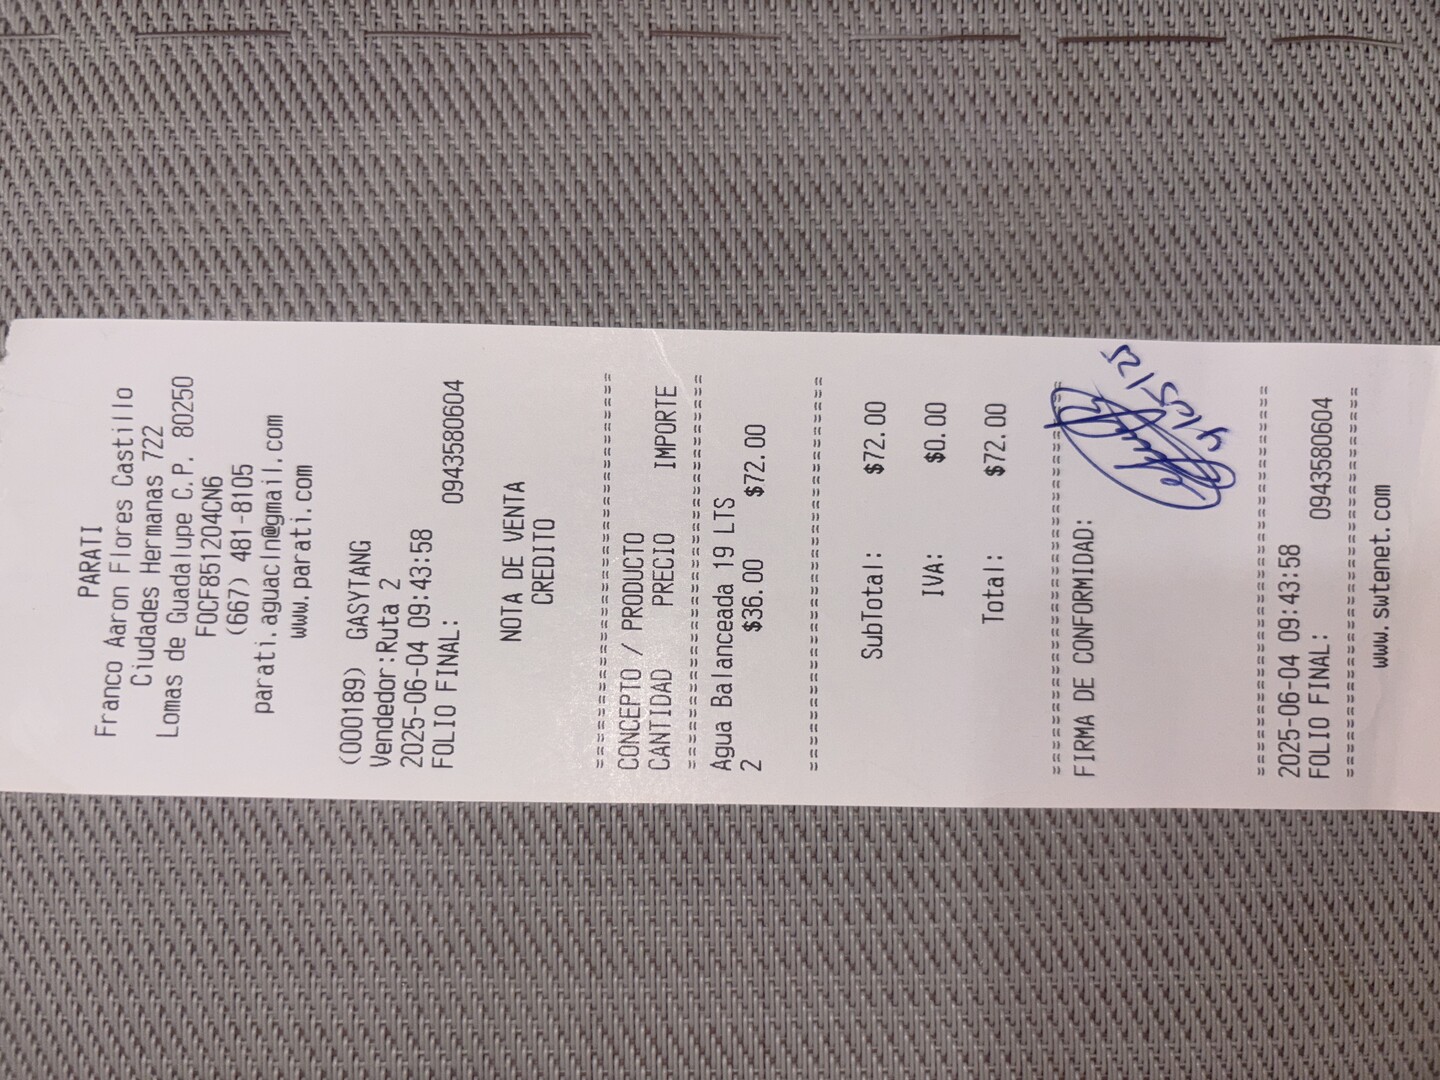 PARATI
Franco Aaron Flores Castillo
Ciudades Hermanas 722
Lomas de Guadalupe C.P. 80250
FOCF851204CN6
(667) 481-8105
parati.aguacln@gmail.com
www.parati.com
(000189) GASYTANG
Vendedor:Ruta 2
2025-06-04 09:43:58
FOLIO FINAL: 0943580604
NOTA DE VENTA
CREDITO
==============================
CONCEPTO / PRODUCTO
CANTIDAD PRECIO IMPORTE
==============================
Agua Balanceada 19 LTS
2 $36.00 $72.00
==============================
SubTotal: $72.00
IVA: $0.00
Total: $72.00
==============================
FIRMA DE CONFORMIDAD:
==============================
2025-06-04 09:43:58
FOLIO FINAL: 0943580604
==============================
www.swtenet.com